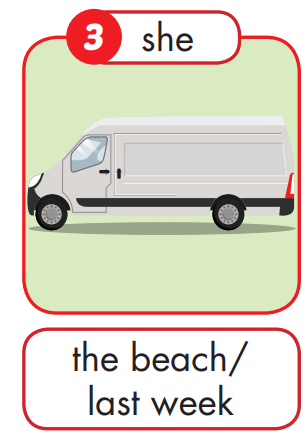 3 she
the beach/
last week